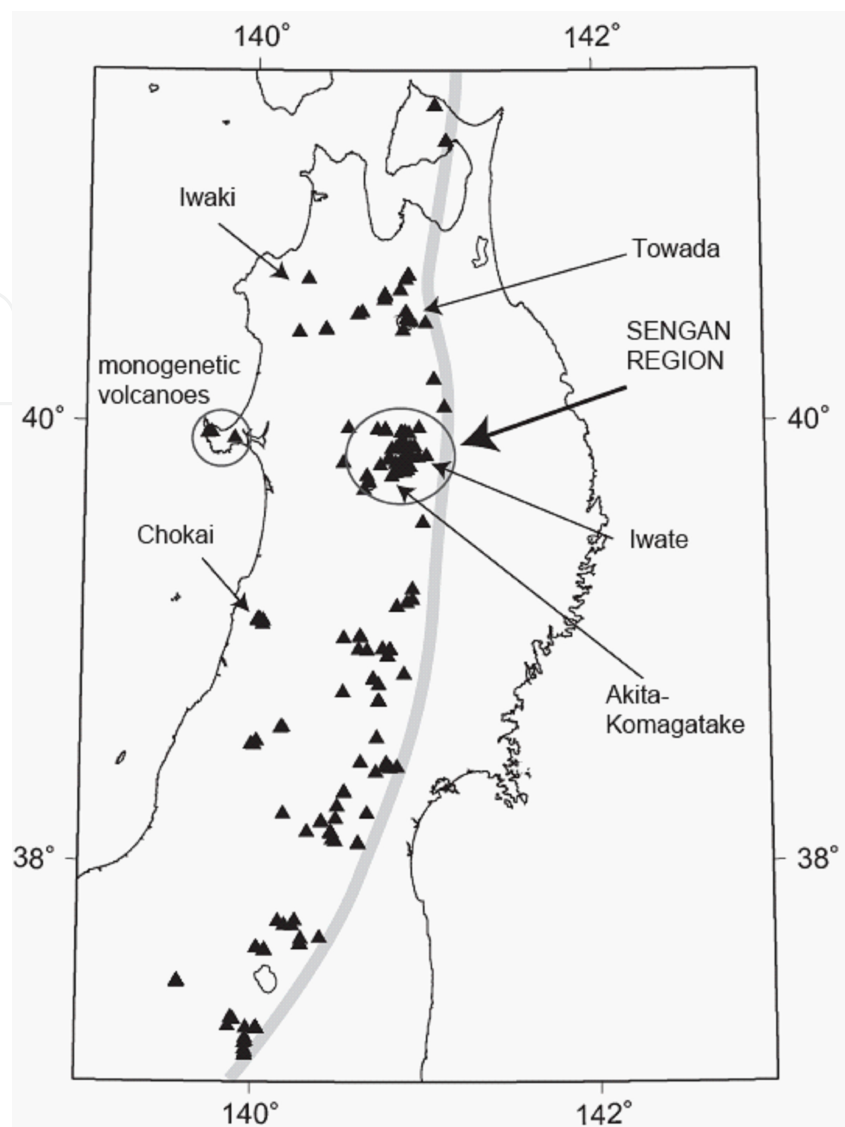 140°
142°
Iwaki
Towada
SENGAN
REGION
monogenetic
volcanoes
40°
40°
Chokai
Iwate
Akita-
Komagatake
38°
38°
140°
142°